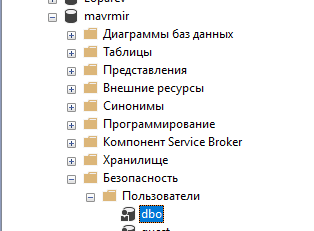 mavrmir
Диаграммы баз данных
Таблицы
Представления
Внешние ресурсы
Синонимы
Программирование
Компонент Service Broker
Хранилище
Безопасность
Пользователи
dbo